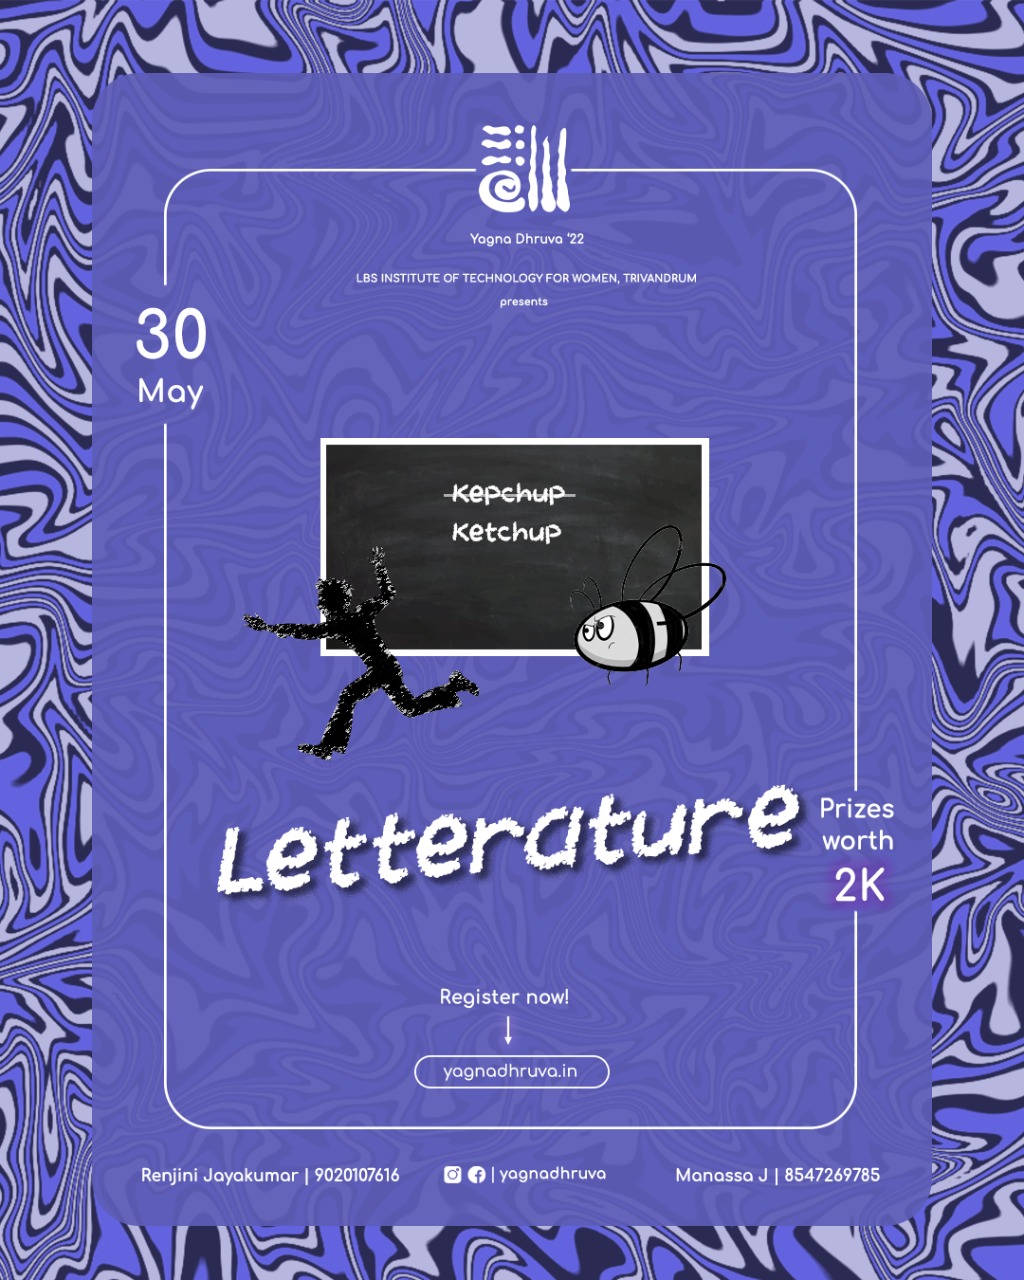 Yagna Dhruva ‘22
LBS INSTITUTE OF TECHNOLOGY FOR WOMEN, TRIVANDRUM
presents
30
May
Kepchup
Ketchup
Letterature
Prizes
worth
2K
Register now!
yagnadhruva.in
Renjini Jayakumar | 9020107616
| yagnadhruva
Manassa J | 8547269785